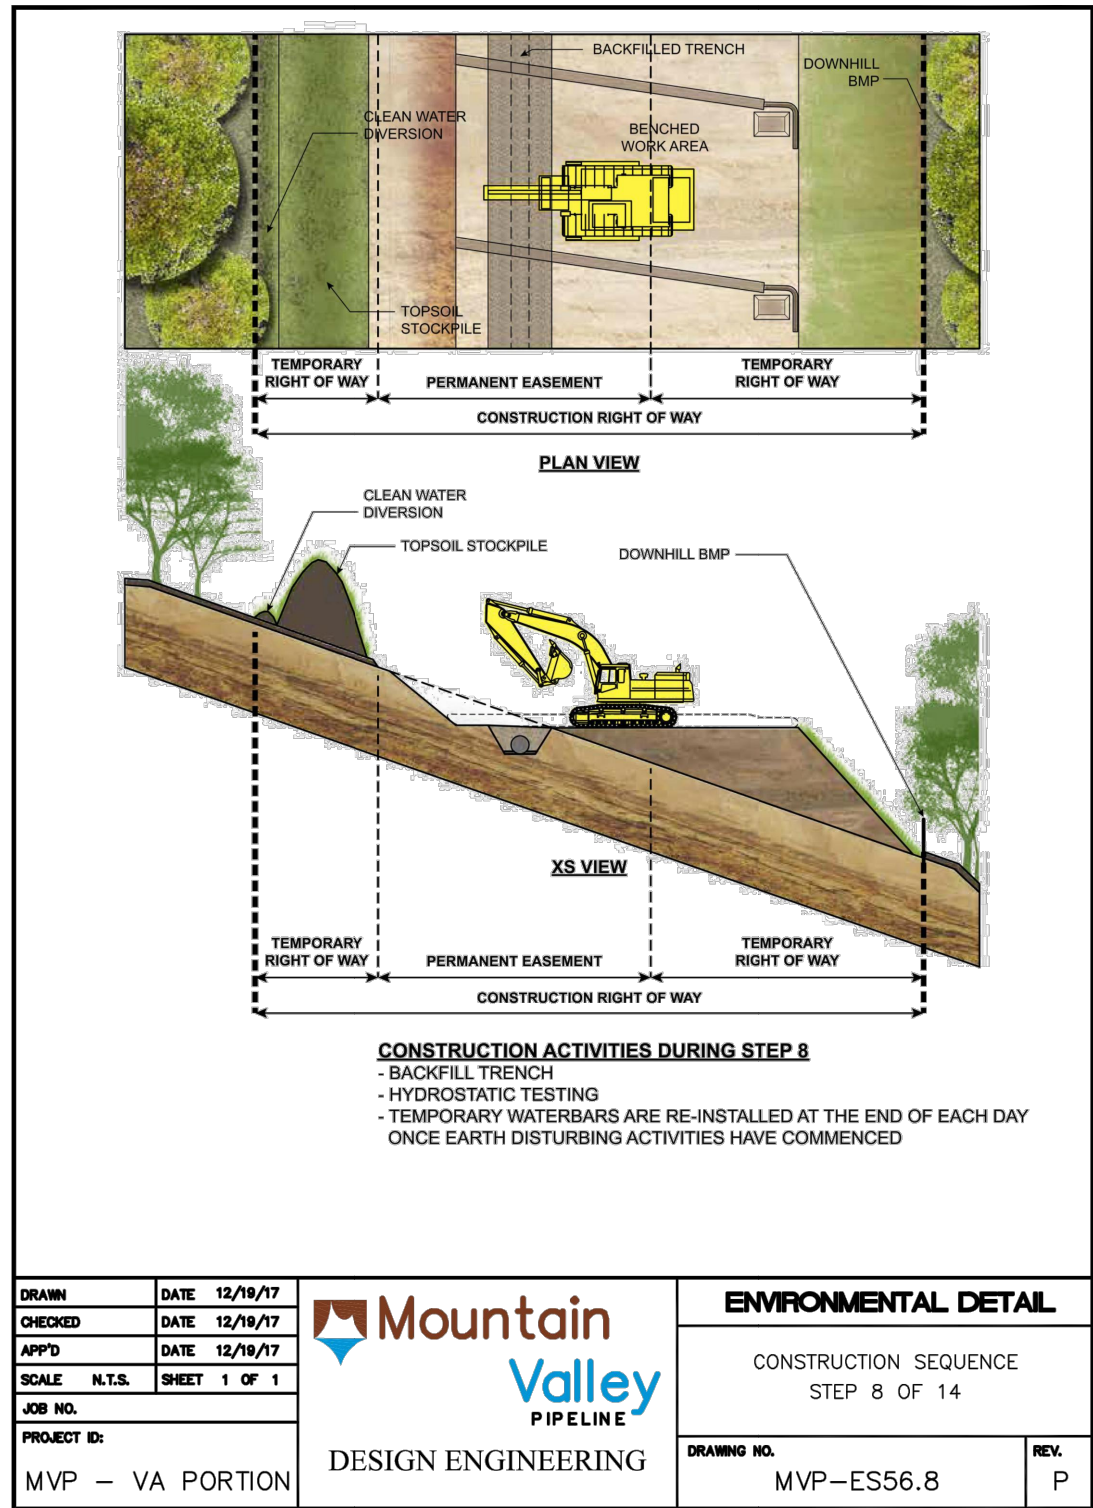 BACKFILLED TRENCH
DOWNHILL
BMP
CLEAN WATER
DIVERSION
BENCHED
WORK AREA
TOPSOIL
STOCKPILE
TEMPORARY
RIGHT OF WAY
PERMANENT EASEMENT
TEMPORARY
RIGHT OF WAY
CONSTRUCTION RIGHT OF WAY
PLAN VIEW
CLEAN WATER
DIVERSION
TOPSOIL STOCKPILE
DOWNHILL BMP
XS VIEW
TEMPORARY
RIGHT OF WAY
PERMANENT EASEMENT
TEMPORARY
RIGHT OF WAY
CONSTRUCTION RIGHT OF WAY
CONSTRUCTION ACTIVITIES DURING STEP 8
- BACKFILL TRENCH
- HYDROSTATIC TESTING
- TEMPORARY WATERBARS ARE RE-INSTALLED AT THE END OF EACH DAY
ONCE EARTH DISTURBING ACTIVITIES HAVE COMMENCED
DRAWN DATE 12/19/17
CHECKED DATE 12/19/17
APP'D DATE 12/19/17
SCALE N.T.S. SHEET 1 OF 1
JOB NO.
PROJECT ID:
MVP - VA PORTION
Mountain
Valley
PIPELINE
DESIGN ENGINEERING
ENVIRONMENTAL DETAIL
CONSTRUCTION SEQUENCE
STEP 8 OF 14
DRAWING NO.
MVP-ES56.8
REV.
P